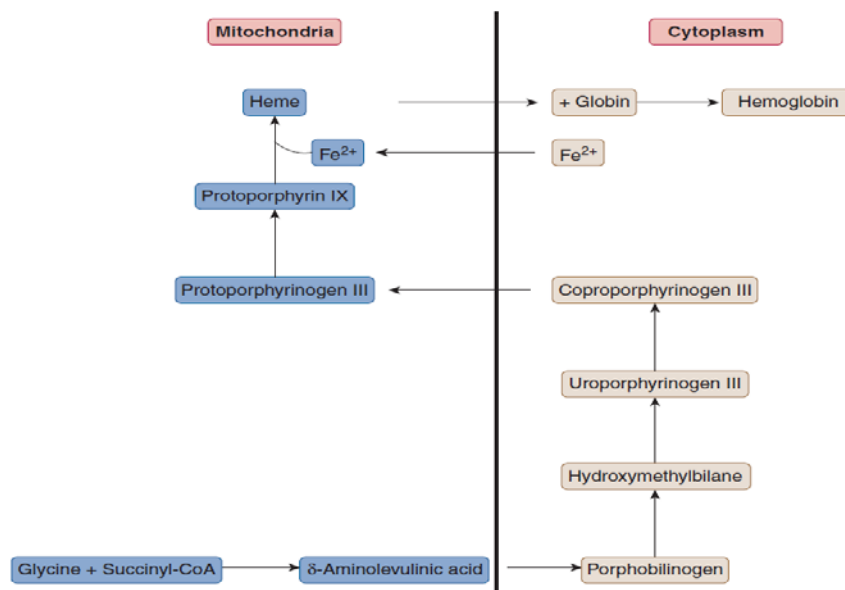 Mitochondria
Cytoplasm
Heme
+ Globin
Hemoglobin
Fe²⁺
Fe²⁺
Protoporphyrin IX
Protoporphyrinogen III
Coproporphyrinogen III
Uroporphyrinogen III
Hydroxymethylbilane
Glycine + Succinyl-CoA
δ-Aminolevulinic acid
Porphobilinogen